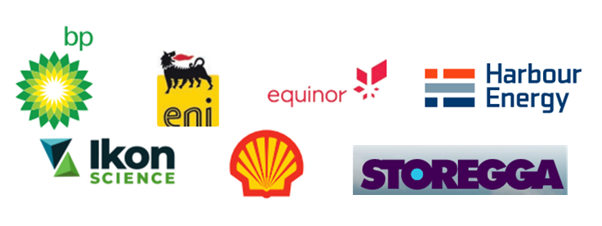 bp
eni
equinor
Harbour
Energy
Ikon
SCIENCE
STOREGGA